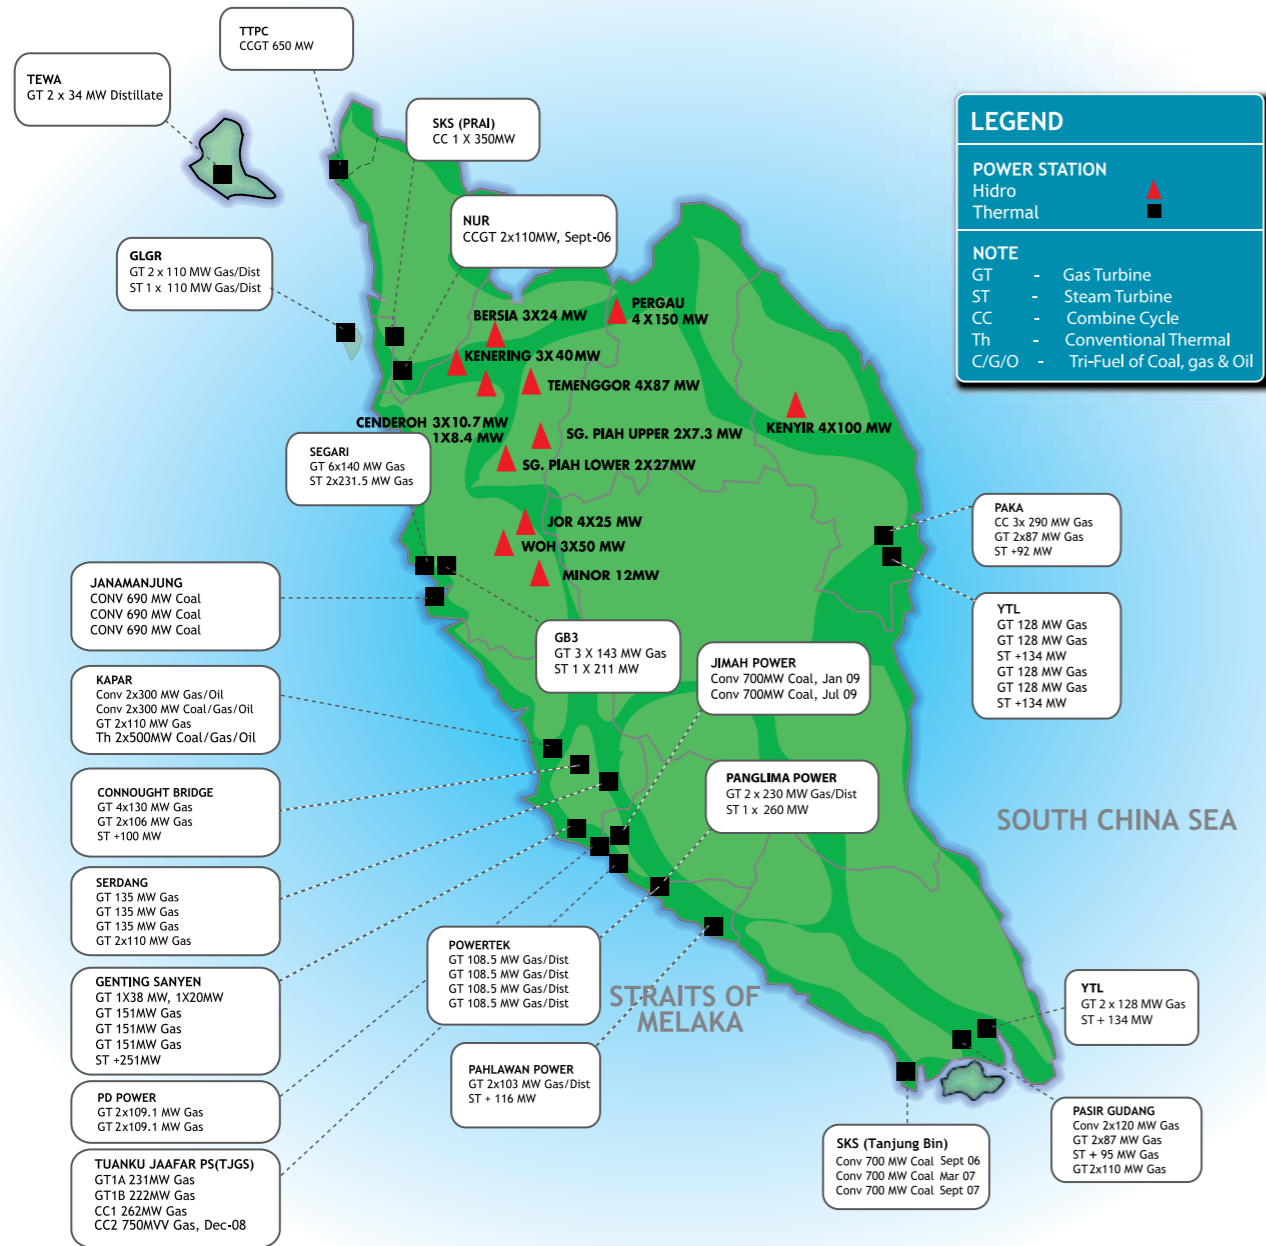 TTPC
CCGT 650 MW
TEWA
GT 2 x 34 MW Distillate
SKS (PRAI)
CC 1 X 350MW
LEGEND
POWER STATION
Hidro
Thermal
NOTE
GT - Gas Turbine
ST - Steam Turbine
CC - Combine Cycle
Th - Conventional Thermal
C/G/O - Tri-Fuel of Coal, gas & Oil
NUR
CCGT 2x110MW, Sept-06
GLGR
GT 2 x 110 MW Gas/Dist
ST 1 x 110 MW Gas/Dist
BERSIA 3X24 MW
PERGAU
4 X150 MW
KENERING 3X40MW
TEMENGGOR 4X87 MW
CENDEROH 3X10.7MW
1X8.4 MW
KENYIR 4X100 MW
SG. PIAH UPPER 2X7.3 MW
SG. PIAH LOWER 2X27MW
SEGARI
GT 6x140 MW Gas
ST 2x231.5 MW Gas
JOR 4X25 MW
WOH 3X50 MW
MINOR 12MW
PAKA
CC 3x 290 MW Gas
GT 2x87 MW Gas
ST +92 MW
JANAMANJUNG
CONV 690 MW Coal
CONV 690 MW Coal
CONV 690 MW Coal
YTL
GT 128 MW Gas
GT 128 MW Gas
ST +134 MW
GT 128 MW Gas
GT 128 MW Gas
ST +134 MW
GB3
GT 3 X 143 MW Gas
ST 1 X 211 MW
JIMAH POWER
Conv 700MW Coal, Jan 09
Conv 700MW Coal, Jul 09
KAPAR
Conv 2x300 MW Gas/Oil
Conv 2x300 MW Coal/Gas/Oil
GT 2x110 MW Gas
Th 2x500MW Coal/Gas/Oil
PANGLIMA POWER
GT 2 x 230 MW Gas/Dist
ST 1 x 260 MW
CONNOUGHT BRIDGE
GT 4x130 MW Gas
GT 2x106 MW Gas
ST +100 MW
SOUTH CHINA SEA
SERDANG
GT 135 MW Gas
GT 135 MW Gas
GT 135 MW Gas
GT 2x110 MW Gas
POWERTEK
GT 108.5 MW Gas/Dist
GT 108.5 MW Gas/Dist
GT 108.5 MW Gas/Dist
GT 108.5 MW Gas/Dist
STRAITS OF
MELAKA
GENTING SANYEN
GT 1X38 MW, 1X20MW
GT 151MW Gas
GT 151MW Gas
GT 151MW Gas
ST +251MW
YTL
GT 2 x 128 MW Gas
ST + 134 MW
PAHLAWAN POWER
GT 2x103 MW Gas/Dist
ST + 116 MW
PD POWER
GT 2x109.1 MW Gas
GT 2x109.1 MW Gas
PASIR GUDANG
Conv 2x120 MW Gas
GT 2x87 MW Gas
ST + 95 MW Gas
GT2x110 MW Gas
SKS (Tanjung Bin)
Conv 700 MW Coal Sept 06
Conv 700 MW Coal Mar 07
Conv 700 MW Coal Sept 07
TUANKU JAAFAR PS(TJGS)
GT1A 231MW Gas
GT1B 222MW Gas
CC1 262MW Gas
CC2 750MVV Gas, Dec-08